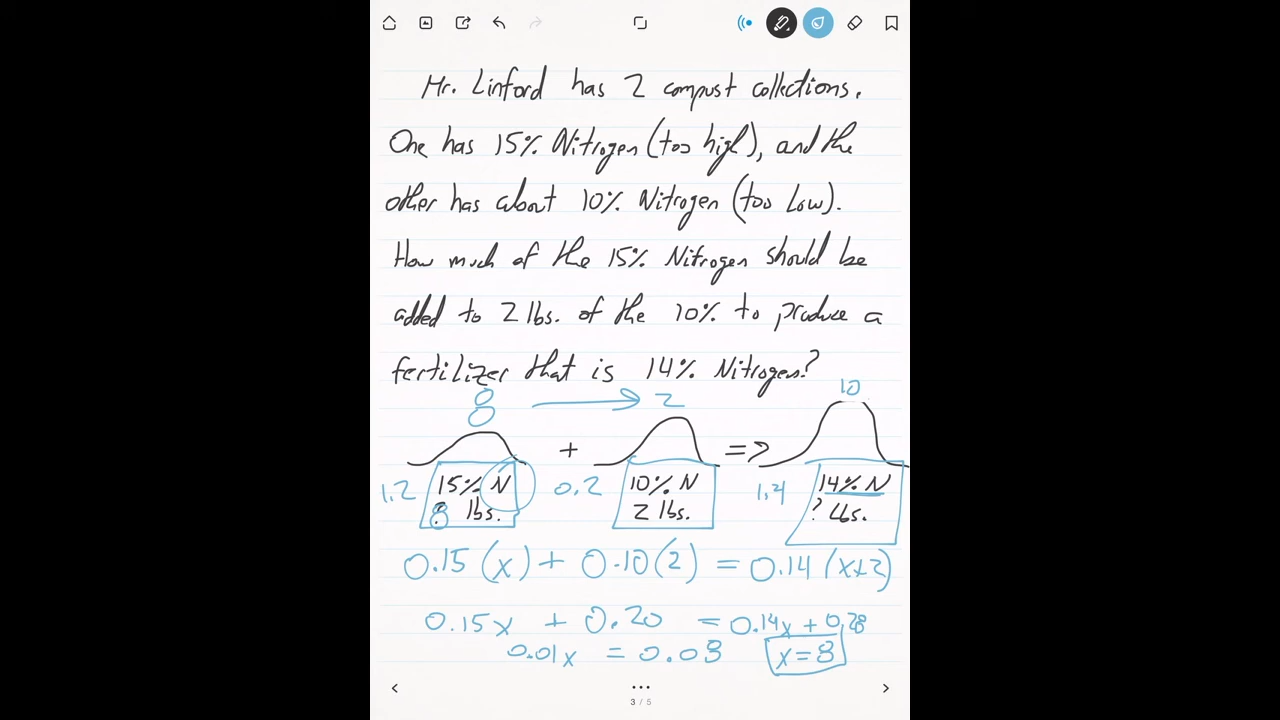 Mr. Linford has 2 compust collections.
One has 15% Nitrogen (too high), and the
other has about 10% Nitrogen (too Low).
How much of the 15% Nitrogen should be
added to 2 lbs. of the 10% to produce a
fertilizer that is 14% Nitrogen?
8 → 2 10
+ =>
1.2 15% N 0.2 10% N 1.4 14% N
8 lbs. 2 lbs. ? Lbs.
0.15 (x) + 0.10(2) = 0.14 (x+2)
0.15x + 0.20 = 0.14x + 0.28
0.01x = 0.08 x = 8
3 / 5